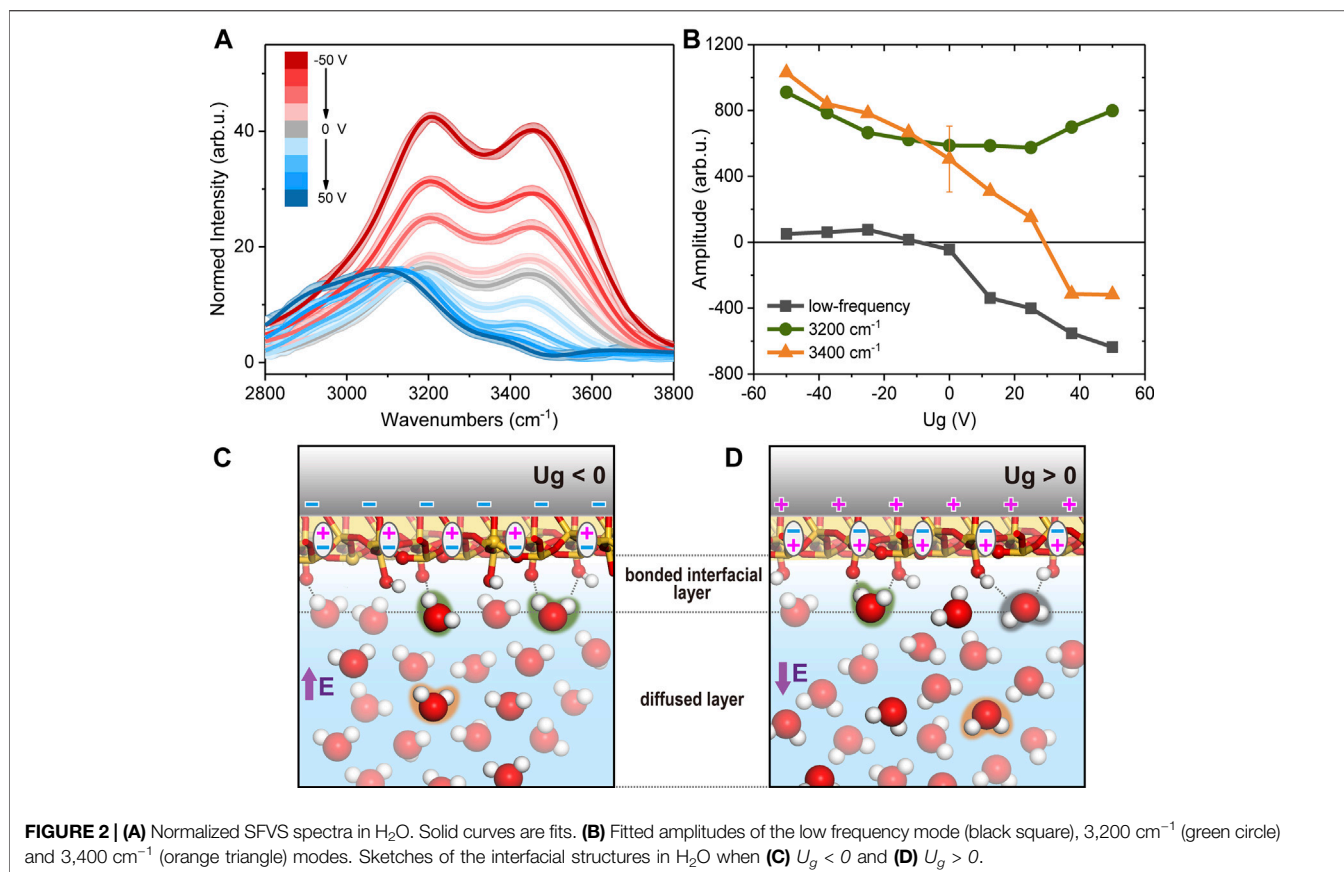 A
-50 V
0 V
50 V
Normed Intensity (arb.u.)
40
20
0
2800
3000
3200
3400
3600
3800
Wavenumbers (cm⁻¹)
B
1200
800
400
0
-400
-800
Amplitude (arb.u.)
low-frequency
3200 cm⁻¹
3400 cm⁻¹
-60
-40
-20
0
20
40
60
Ug (V)
C
Ug < 0
− − − − − −
+ + + + +
− − − − −
E
bonded interfacial
layer
diffused layer
D
Ug > 0
+ + + + + +
− − − − −
+ + + + +
E
FIGURE 2 | (A) Normalized SFVS spectra in H₂O. Solid curves are fits. (B) Fitted amplitudes of the low frequency mode (black square), 3,200 cm⁻¹ (green circle)
and 3,400 cm⁻¹ (orange triangle) modes. Sketches of the interfacial structures in H₂O when (C) Ug < 0 and (D) Ug > 0.